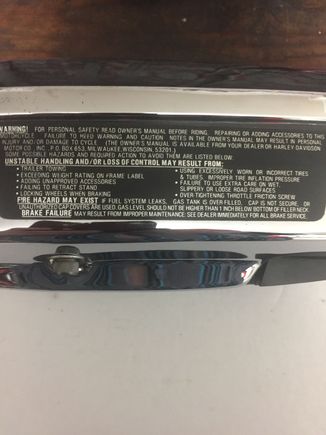 WARNING! FOR PERSONAL SAFETY READ OWNER'S MANUAL BEFORE RIDING. REPAIRING OR ADDING ACCESSORIES TO THIS
MOTORCYCLE. FAILURE TO HEED WARNING AND CAUTION NOTES IN THE OWNER'S MANUAL MAY RESULT IN PERSONAL
INJURY AND/OR DAMAGE TO CYCLE (THE OWNER'S MANUAL IS AVAILABLE FROM YOUR DEALER OR HARLEY DAVIDSON
MOTOR CO. INC. P.O. BOX 653, MILWAUKEE, WISCONSIN, 53201.)
SOME POSSIBLE HAZARDS AND REQUIRED ACTION TO AVOID THEM ARE LISTED BELOW:
UNSTABLE HANDLING AND/OR LOSS OF CONTROL MAY RESULT FROM:
• TRAILER TOWING
• EXCEEDING WEIGHT RATING ON FRAME LABEL
• ADDING UNAPPROVED ACCESSORIES
• FAILING TO RETRACT STAND
• LOCKING WHEELS WHEN BRAKING
• USING EXCESSIVELY WORN OR INCORRECT TIRES
& TUBES, IMPROPER TIRE INFLATION PRESSURE
• FAILURE TO USE EXTRA CARE ON WET,
SLIPPERY OR LOOSE ROAD SURFACES
• OVER-TIGHTENING THROTTLE FRICTION SCREW
FIRE HAZARD MAY EXIST IF FUEL SYSTEM LEAKS, GAS TANK IS OVER-FILLED, CAP IS NOT SECURE, OR
UNAUTHORIZED CAP COVERS ARE USED. GAS LEVEL SHOULD NOT BE HIGHER THAN 1 INCH BELOW BOTTOM OF FILLER NECK.
BRAKE FAILURE MAY RESULT FROM IMPROPER MAINTENANCE: SEE DEALER IMMEDIATELY FOR ALL BRAKE SERVICE.